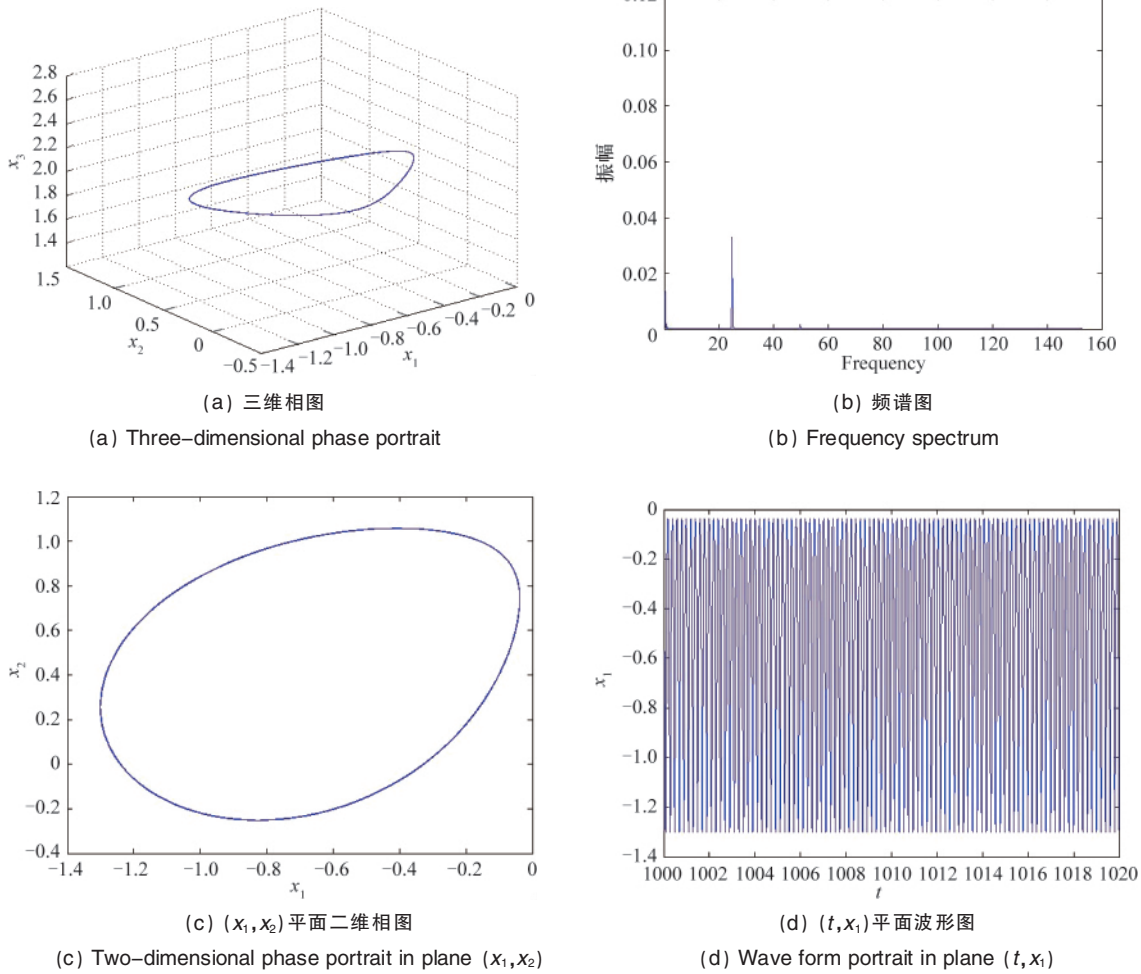 2.8
2.6
2.4
2.2
2.0
1.8
1.6
1.4
x₃
1.5
1.0
0.5
0
−0.5
x₂
−1.4
−1.2
−1.0
−0.8
−0.6
−0.4
−0.2
0
x₁
(a) 三维相图
(a) Three−dimensional phase portrait
0.10
0.08
0.06
0.04
0.02
0
振幅
20 40 60 80 100 120 140 160
Frequency
(b) 频谱图
(b) Frequency spectrum
1.2
1.0
0.8
0.6
0.4
0.2
0
−0.2
−0.4
x₂
−1.4 −1.2 −1.0 −0.8 −0.6 −0.4 −0.2 0
x₁
(c) (x₁,x₂)平面二维相图
(c) Two−dimensional phase portrait in plane (x₁,x₂)
0
−0.2
−0.4
−0.6
−0.8
−1.0
−1.2
−1.4
x₁
1000 1002 1004 1006 1008 1010 1012 1014 1016 1018 1020
t
(d) (t,x₁)平面波形图
(d) Wave form portrait in plane (t,x₁)